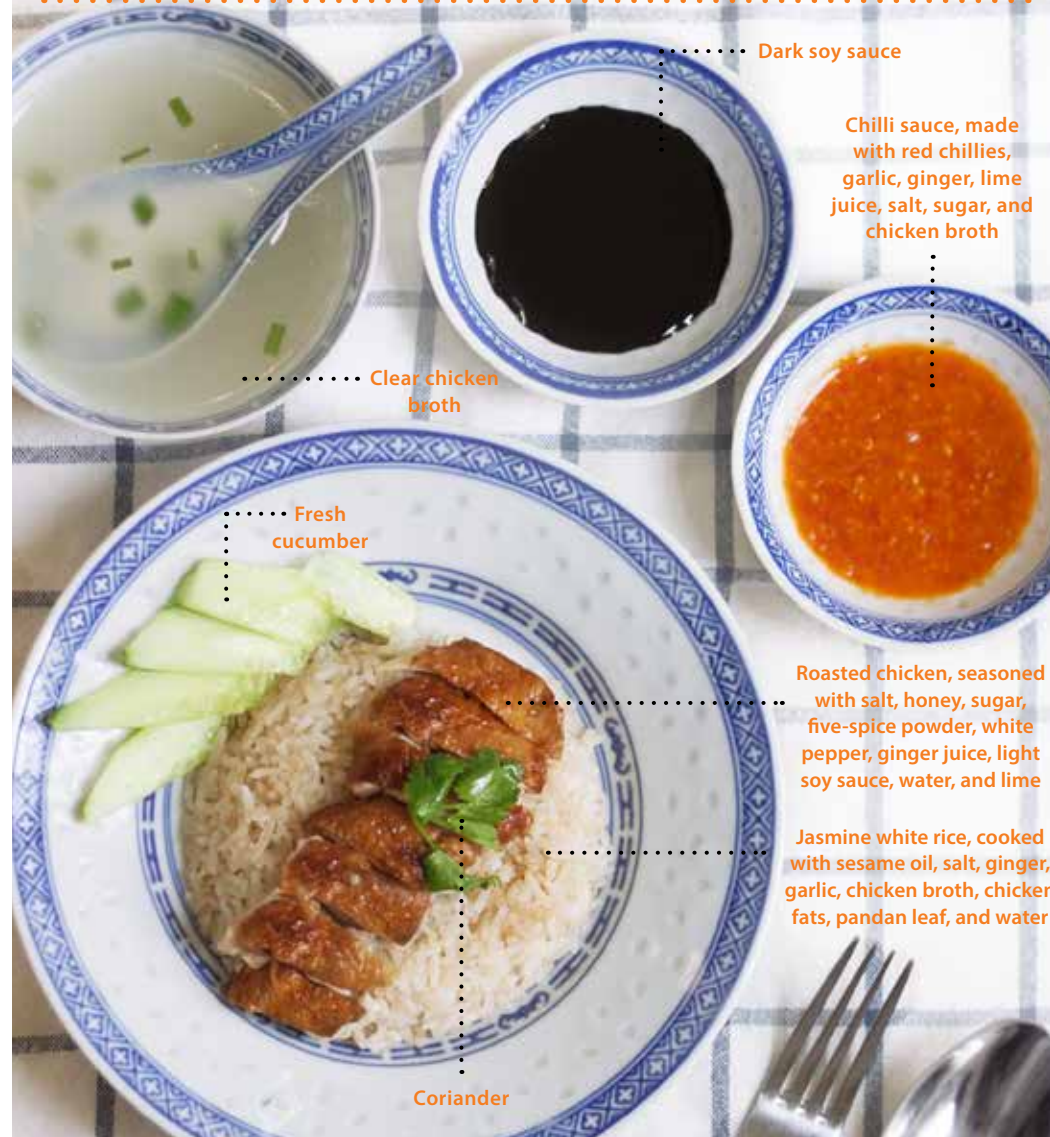 Dark soy sauce
Chilli sauce, made
with red chillies,
garlic, ginger, lime
juice, salt, sugar, and
chicken broth
Clear chicken
broth
Fresh
cucumber
Roasted chicken, seasoned
with salt, honey, sugar,
five-spice powder, white
pepper, ginger juice, light
soy sauce, water, and lime
Jasmine white rice, cooked
with sesame oil, salt, ginger,
garlic, chicken broth, chicken
fats, pandan leaf, and water
Coriander